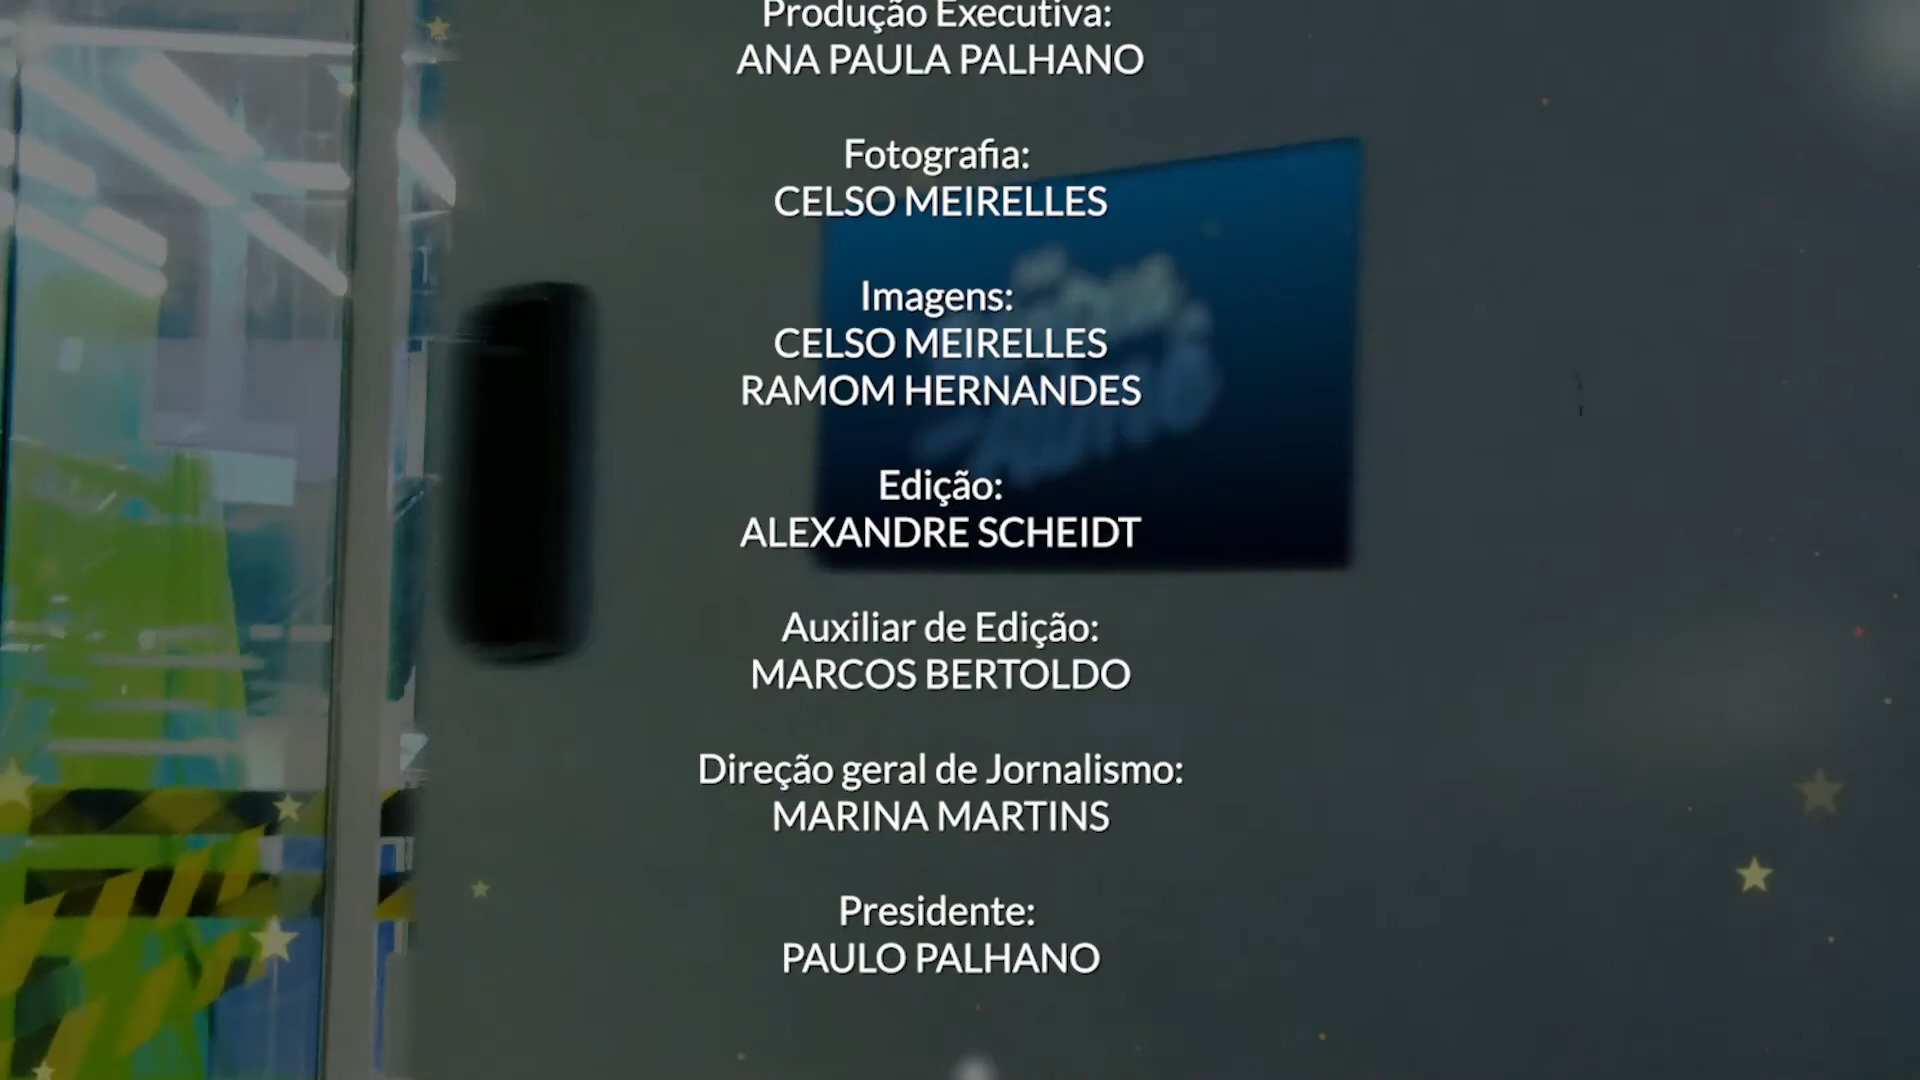 Produção Executiva:
ANA PAULA PALHANO
Fotografia:
CELSO MEIRELLES
Imagens:
CELSO MEIRELLES
RAMOM HERNANDES
Edição:
ALEXANDRE SCHEIDT
Auxiliar de Edição:
MARCOS BERTOLDO
Direção geral de Jornalismo:
MARINA MARTINS
Presidente:
PAULO PALHANO